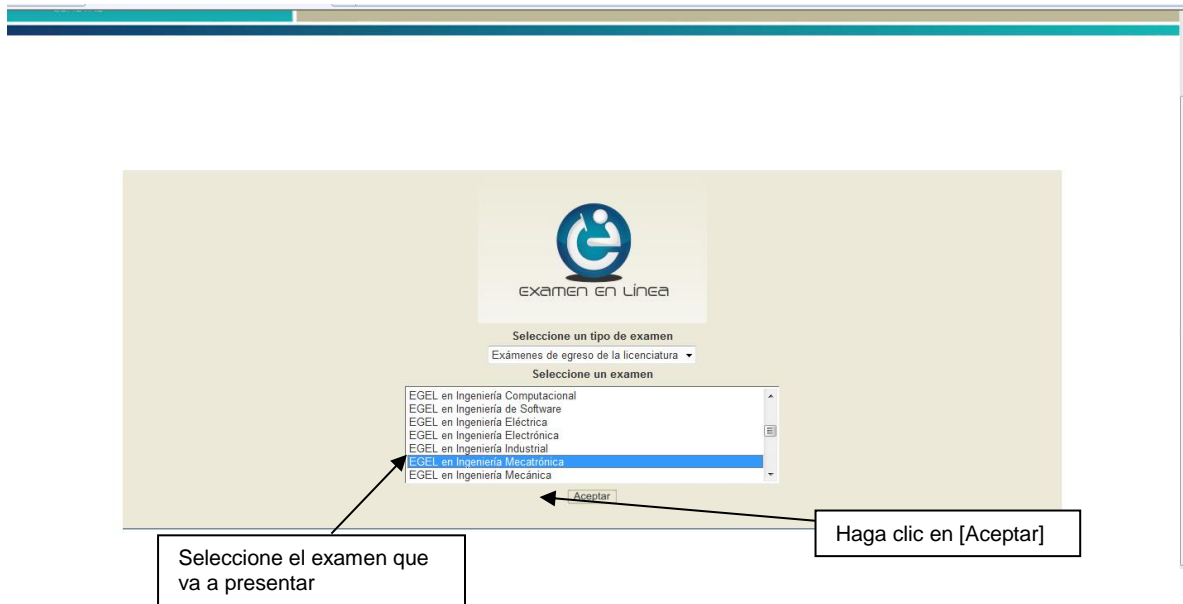 examen en línea
Seleccione un tipo de examen
Exámenes de egreso de la licenciatura
Seleccione un examen
EGEL en Ingeniería Computacional
EGEL en Ingeniería de Software
EGEL en Ingeniería Eléctrica
EGEL en Ingeniería Electrónica
EGEL en Ingeniería Industrial
EGEL en Ingeniería Mecatrónica
EGEL en Ingeniería Mecánica
Aceptar
Haga clic en [Aceptar]
Seleccione el examen que
va a presentar